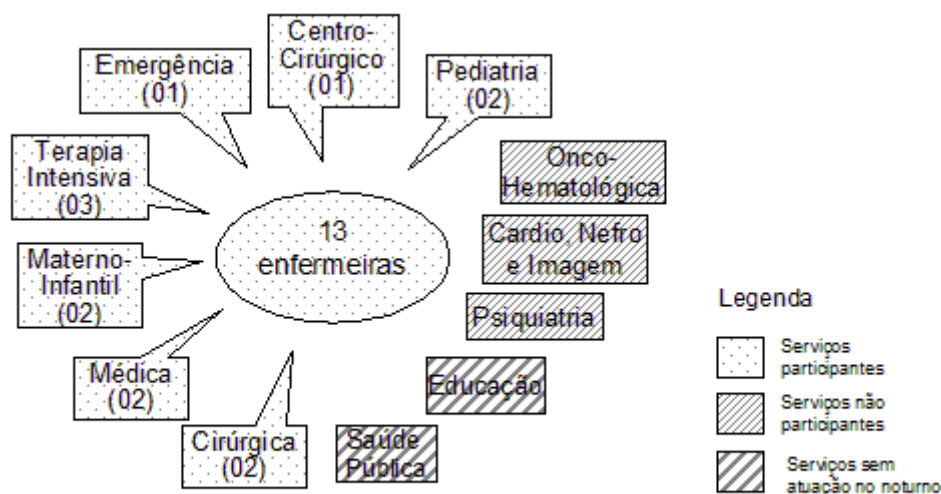 Centro-
Cirúrgico
(01)
Emergência
(01)
Pediatria
(02)
Terapia
Intensiva
(03)
Onco-
Hematológica
Materno-
Infantil
(02)
13
enfermeiras
Cardio, Nefro
e Imagem
Psiquiatria
Médica
(02)
Educação
Cirúrgica
(02)
Saúde
Pública
Legenda
Serviços
participantes
Serviços não
participantes
Serviços sem
atuação no noturno